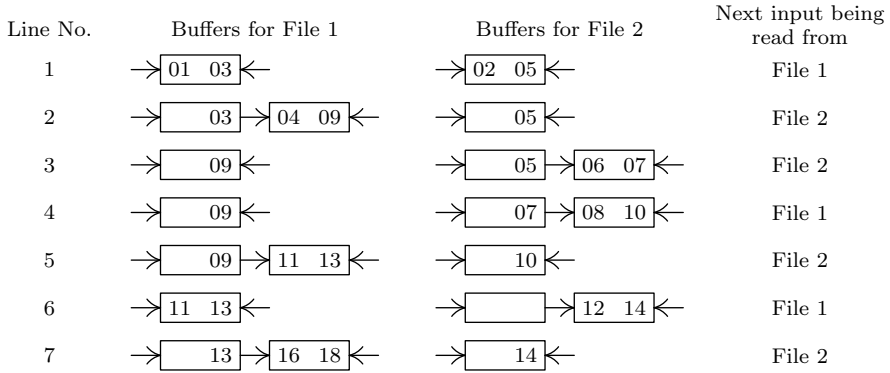 Line No. Buffers for File 1 Buffers for File 2 Next input being read from
1 01 03 02 05 File 1
2 03 04 09 05 File 2
3 09 05 06 07 File 2
4 09 07 08 10 File 1
5 09 11 13 10 File 2
6 11 13 12 14 File 1
7 13 16 18 14 File 2